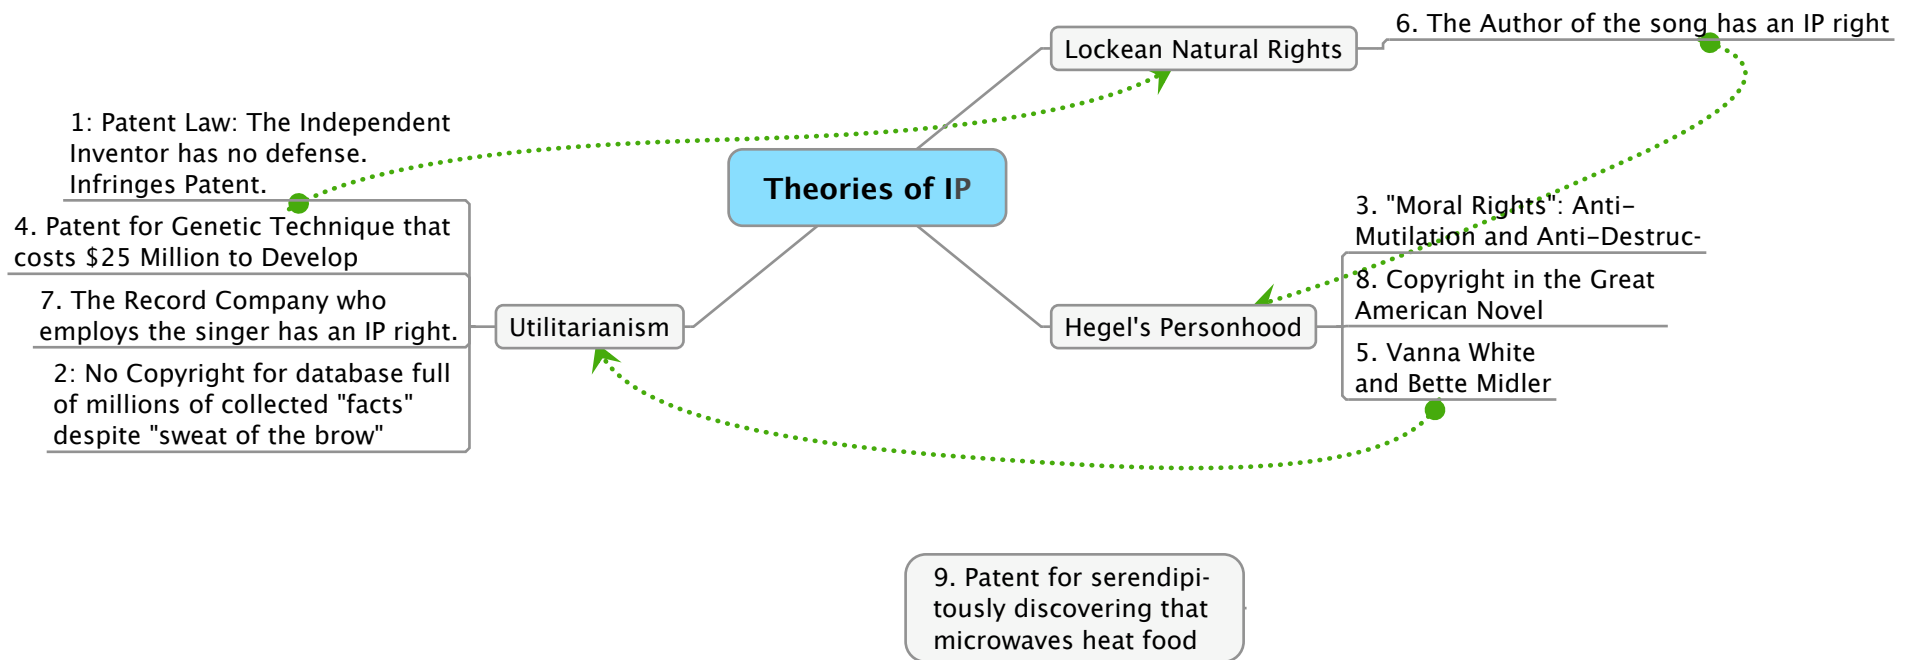 6. The Author of the song has an IP right
Lockean Natural Rights
1: Patent Law: The Independent
Inventor has no defense.
Infringes Patent.
Theories of IP
4. Patent for Genetic Technique that
costs $25 Million to Develop
3. "Moral Rights": Anti-
Mutilation and Anti-Destruc-
7. The Record Company who
employs the singer has an IP right.
8. Copyright in the Great
American Novel
Utilitarianism
Hegel's Personhood
2: No Copyright for database full
of millions of collected "facts"
despite "sweat of the brow"
5. Vanna White
and Bette Midler
9. Patent for serendipi-
tously discovering that
microwaves heat food